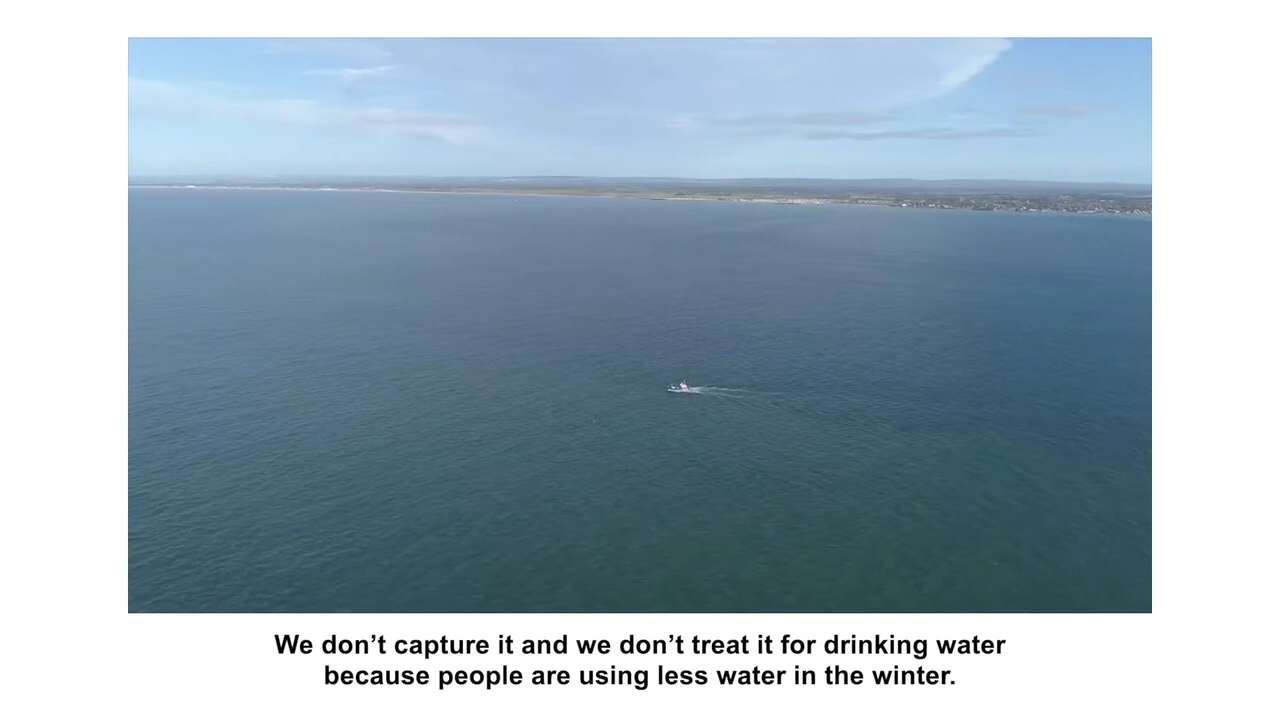 We don’t capture it and we don’t treat it for drinking water
because people are using less water in the winter.